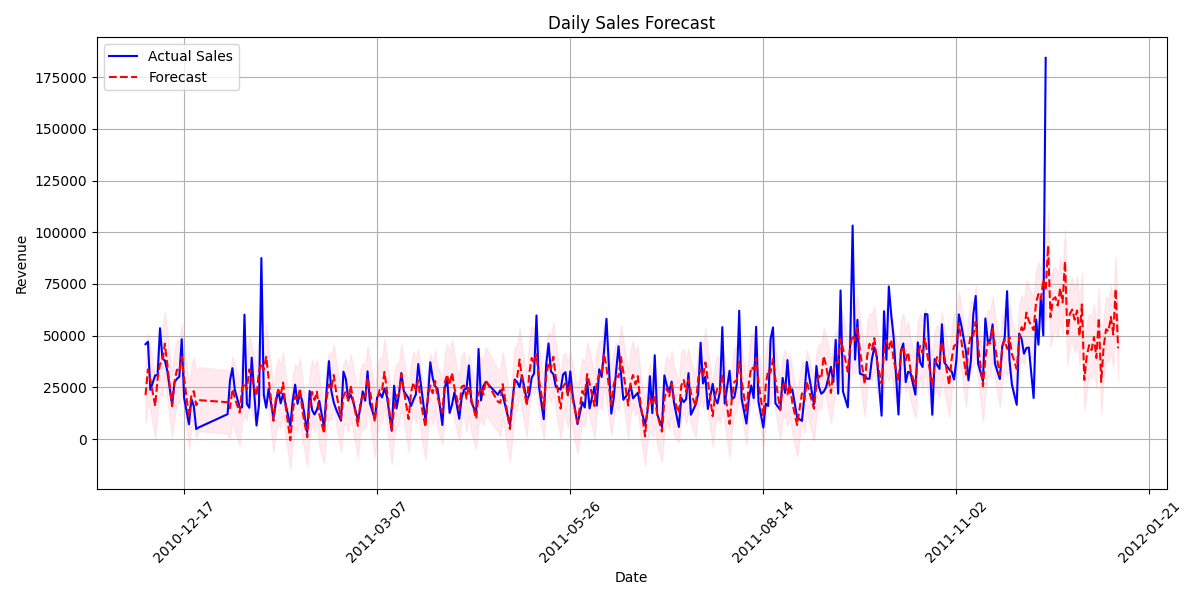 Daily Sales Forecast
Actual Sales
Forecast
175000
150000
125000
100000
75000
50000
25000
0
Revenue
2010-12-17
2011-03-07
2011-05-26
2011-08-14
2011-11-02
2012-01-21
Date